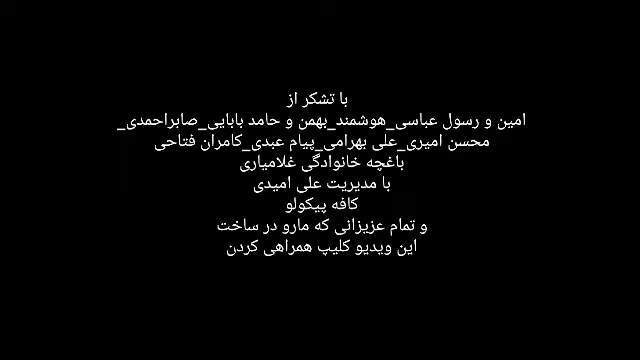 با تشکر از
امین و رسول عباسی_هوشمند_بهمن و حامد بابایی_صابراحمدی_
محسن امیری_علی بهرامی_پیام عبدی_کامران فتاحی
باغچه خانوادگی غلامیاری
با مدیریت علی امیدی
کافه پیکولو
و تمام عزیزانی که مارو در ساخت
این ویدیو کلیپ همراهی کردن